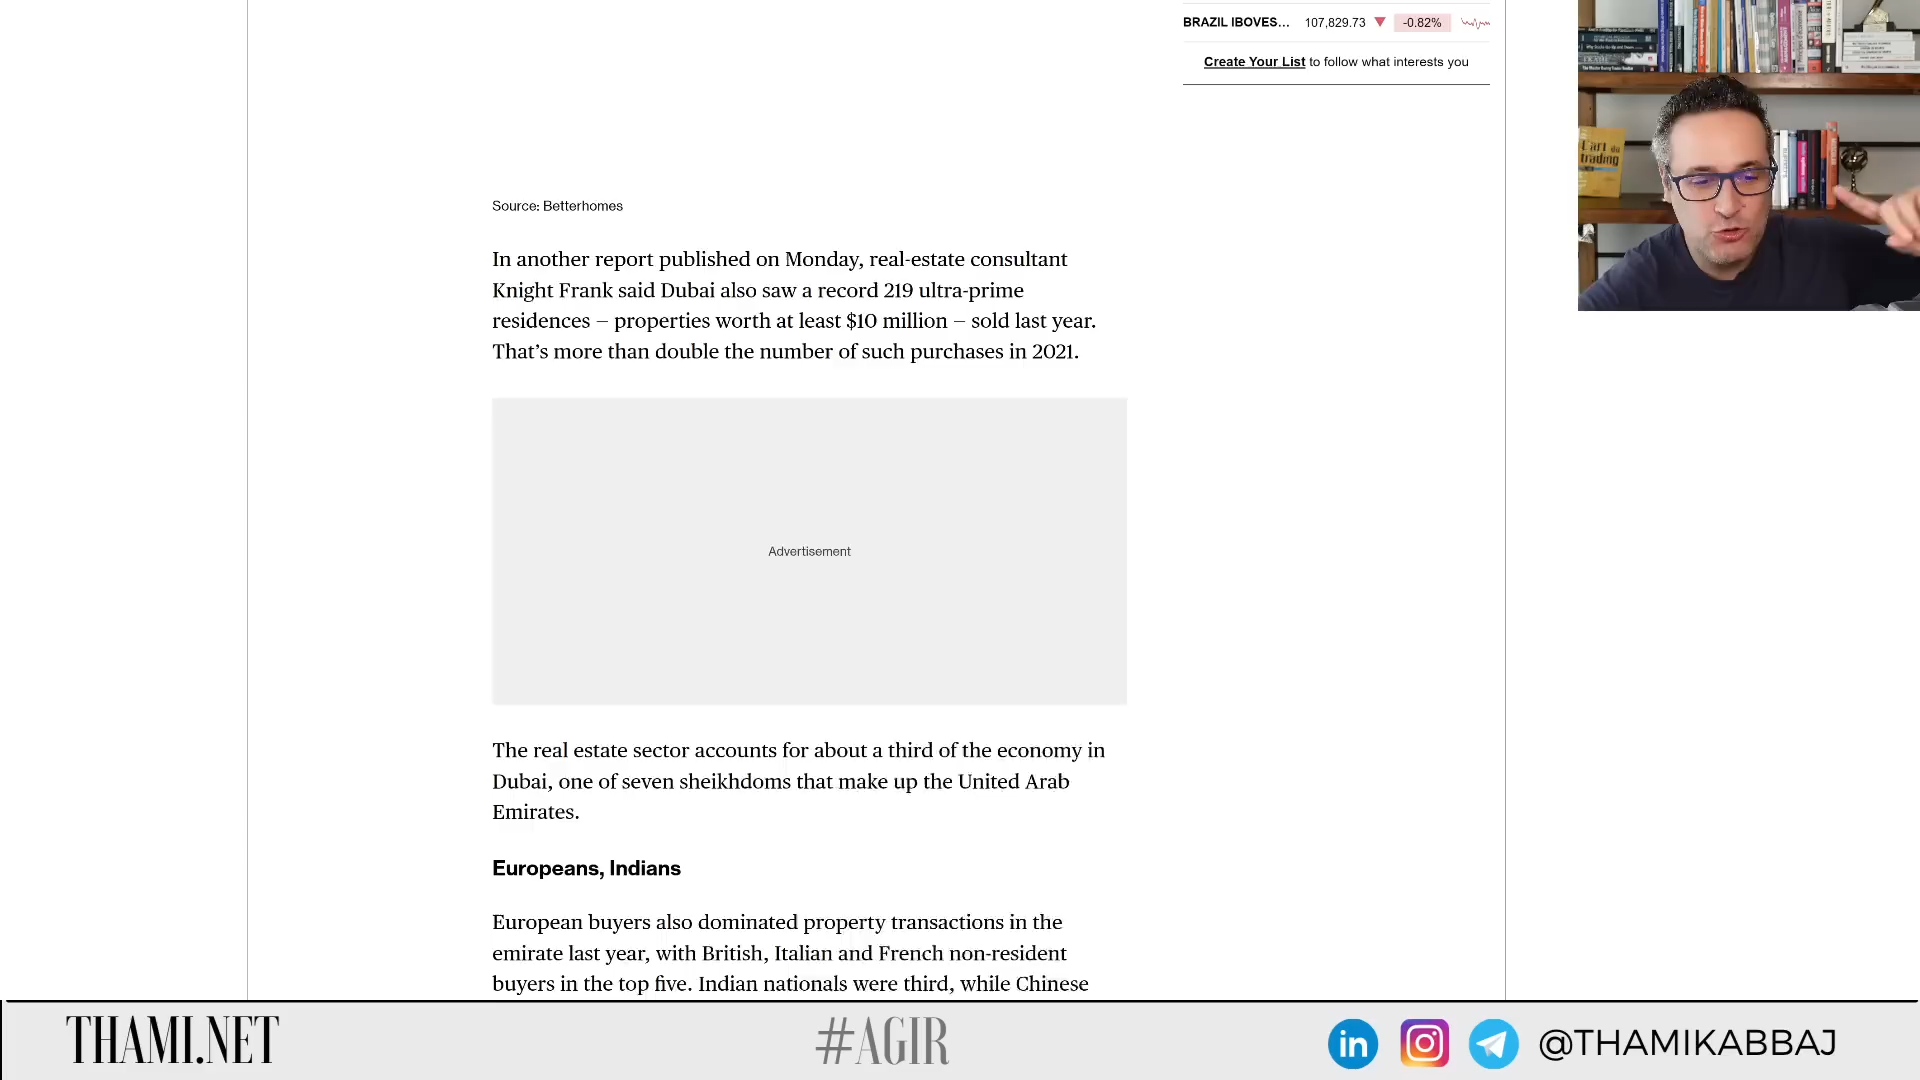 BRAZIL IBOVES... 107,829.73 -0.82%
Create Your List to follow what interests you
L'art du
trading
Source: Betterhomes
In another report published on Monday, real-estate consultant
Knight Frank said Dubai also saw a record 219 ultra-prime
residences – properties worth at least $10 million – sold last year.
That’s more than double the number of such purchases in 2021.
Advertisement
The real estate sector accounts for about a third of the economy in
Dubai, one of seven sheikhdoms that make up the United Arab
Emirates.
Europeans, Indians
European buyers also dominated property transactions in the
emirate last year, with British, Italian and French non-resident
buyers in the top five. Indian nationals were third, while Chinese
THAMI.NET
#AGIR
in
@THAMIKABBAJ